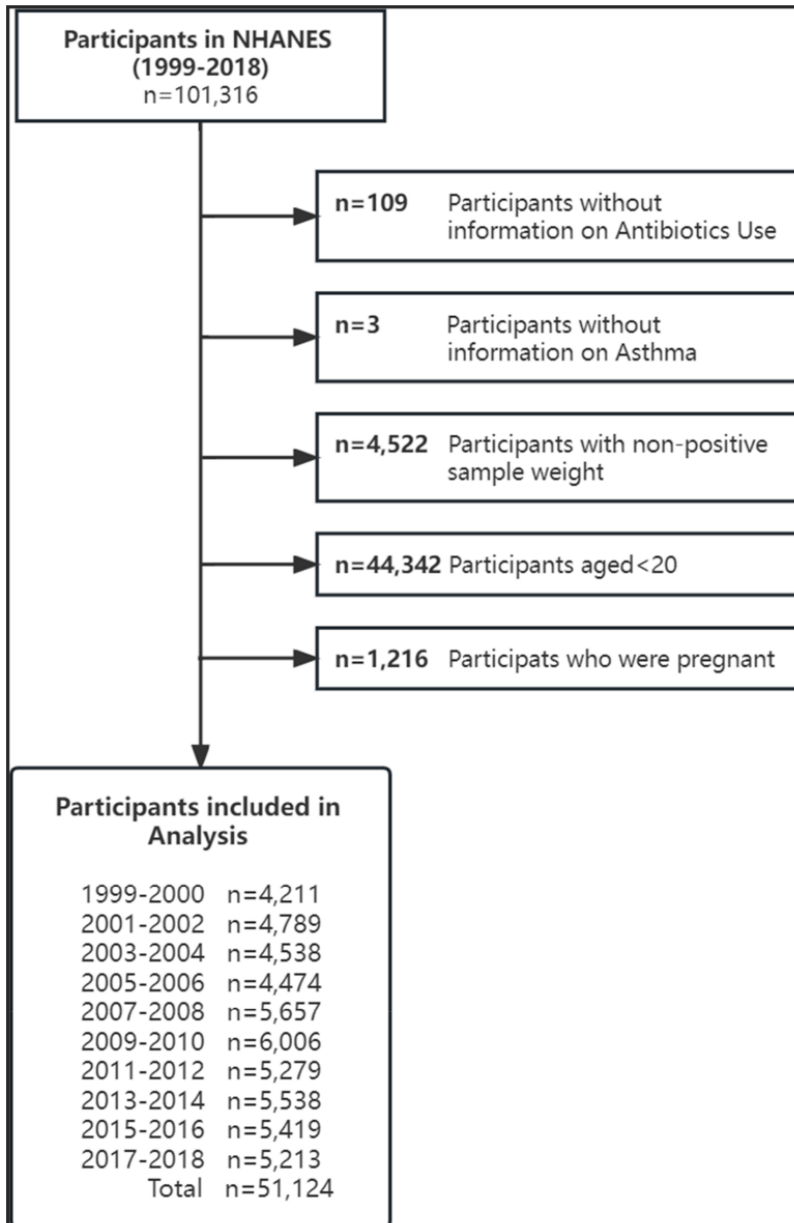 Participants in NHANES
(1999-2018)
n=101,316
n=109 Participants without
information on Antibiotics Use
n=3 Participants without
information on Asthma
n=4,522 Participants with non-positive
sample weight
n=44,342 Participants aged<20
n=1,216 Participats who were pregnant
Participants included in
Analysis
1999-2000 n=4,211
2001-2002 n=4,789
2003-2004 n=4,538
2005-2006 n=4,474
2007-2008 n=5,657
2009-2010 n=6,006
2011-2012 n=5,279
2013-2014 n=5,538
2015-2016 n=5,419
2017-2018 n=5,213
Total n=51,124